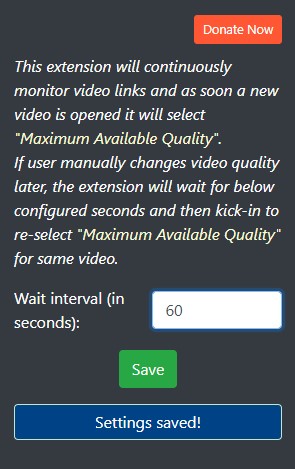 Donate Now
This extension will continuously
monitor video links and as soon a new
video is opened it will select
"Maximum Available Quality".
If user manually changes video quality
later, the extension will wait for below
configured seconds and then kick-in to
re-select "Maximum Available Quality"
for same video.
Wait interval (in
seconds):
60
Save
Settings saved!